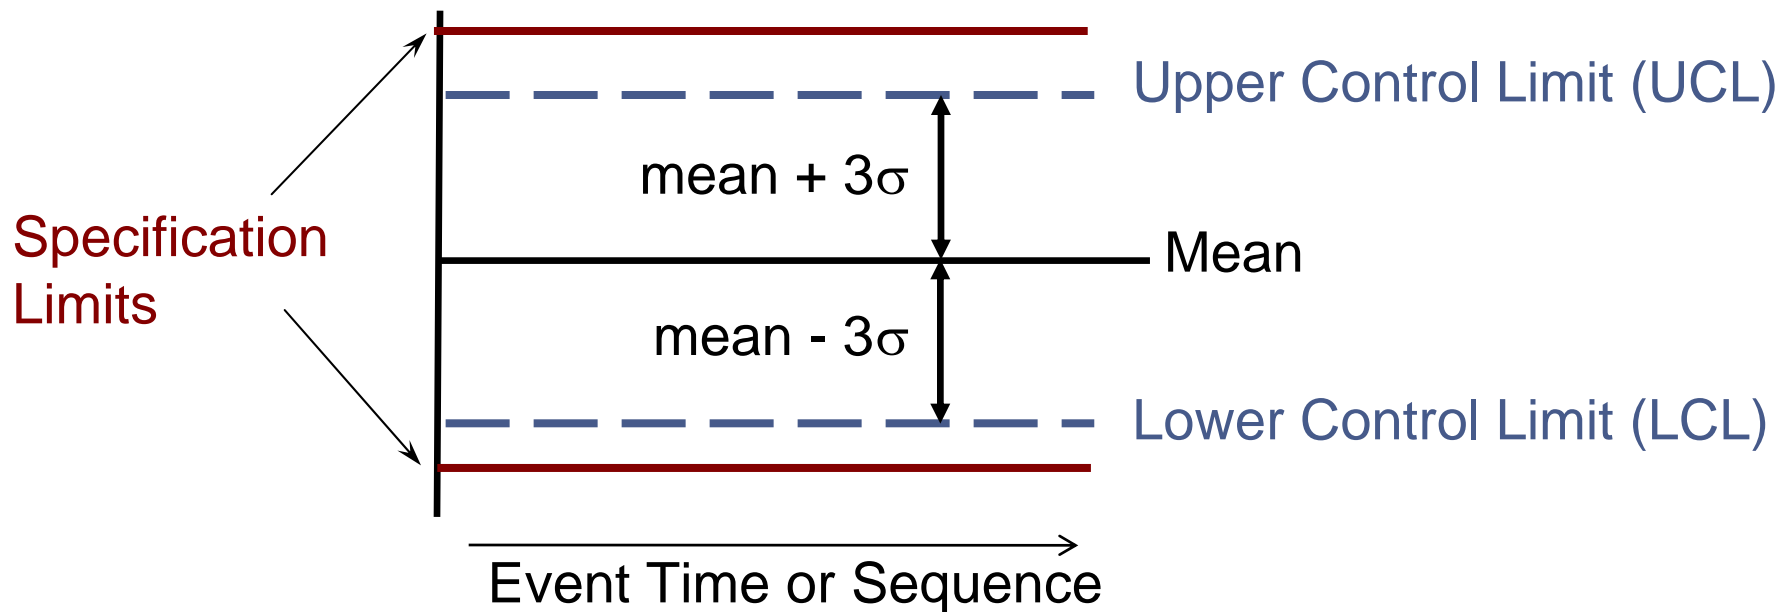 Upper Control Limit (UCL)
mean + 3σ
Specification
Limits
Mean
mean - 3σ
Lower Control Limit (LCL)
Event Time or Sequence